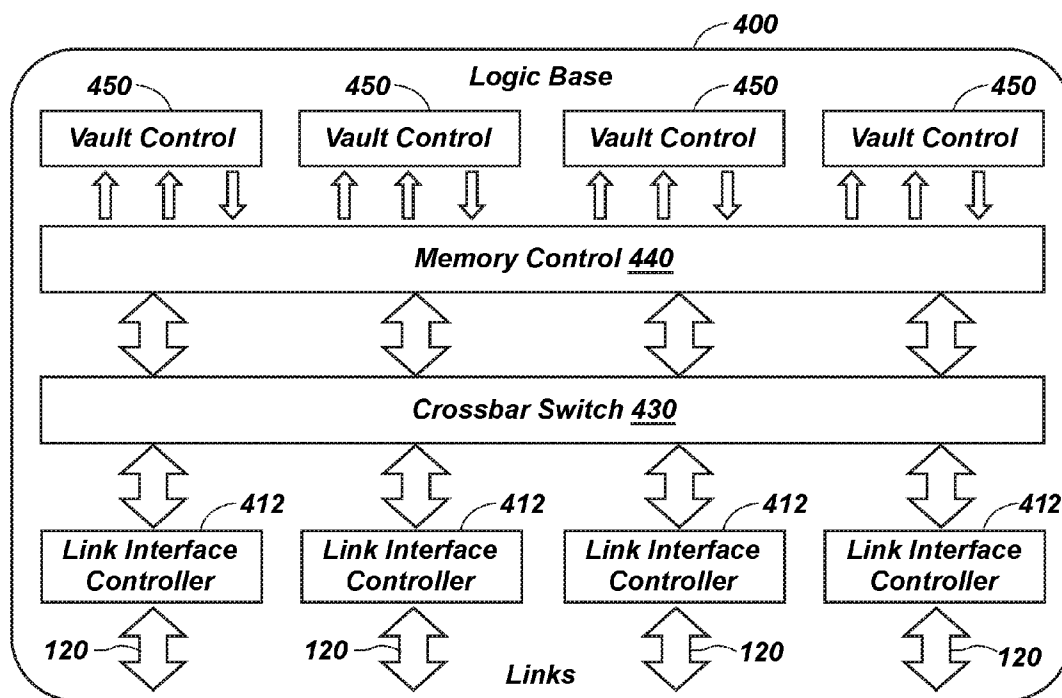 400
Logic Base
450 450 450 450
Vault Control Vault Control Vault Control Vault Control
Memory Control 440
Crossbar Switch 430
412 412 412 412
Link Interface Controller
Link Interface Controller
Link Interface Controller
Link Interface Controller
120 120 120 120
Links